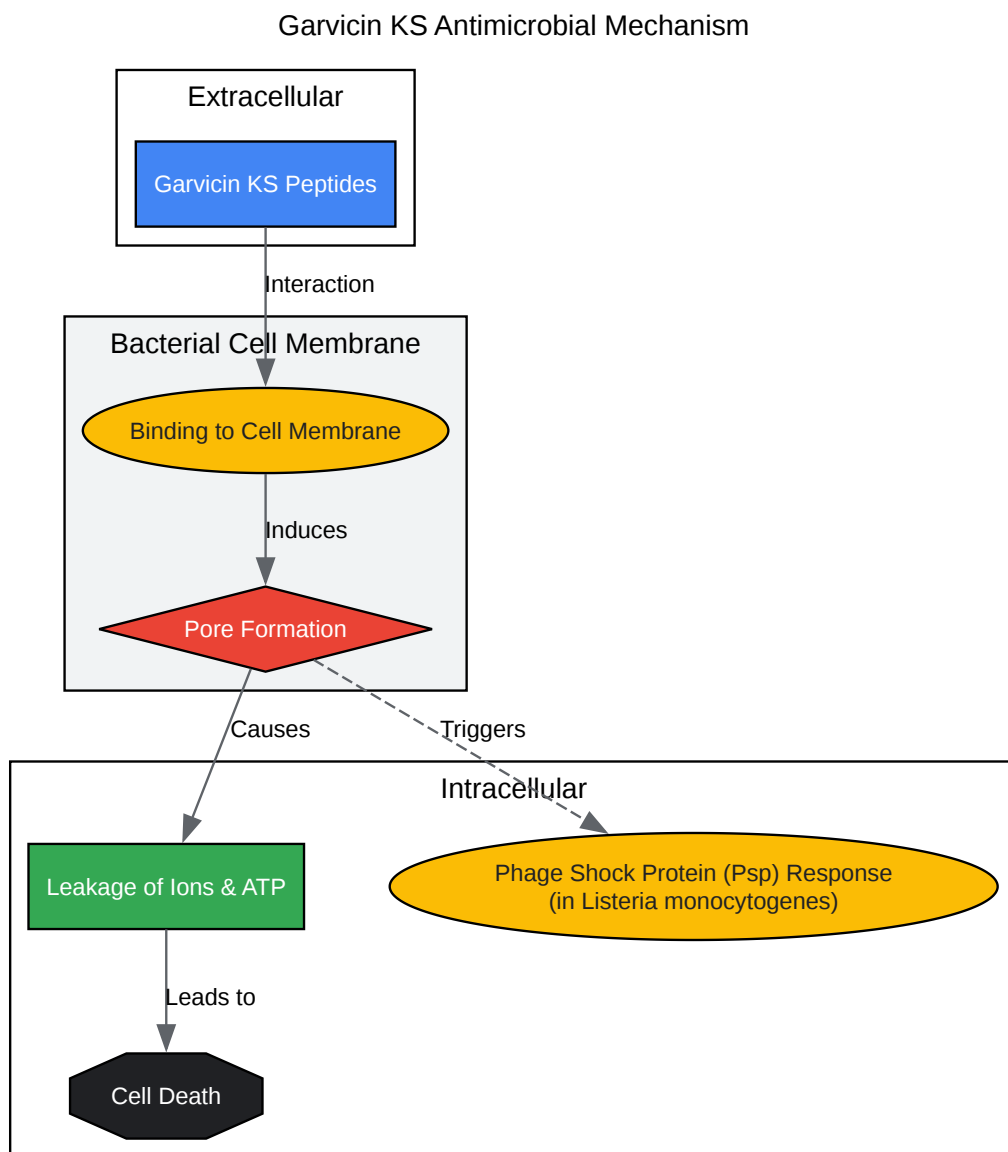 Garvicin KS Antimicrobial Mechanism
Extracellular
Garvicin KS Peptides
Interaction
Bacterial Cell Membrane
Binding to Cell Membrane
Induces
Pore Formation
Causes
Triggers
Intracellular
Leakage of Ions & ATP
Phage Shock Protein (Psp) Response
(in Listeria monocytogenes)
Leads to
Cell Death